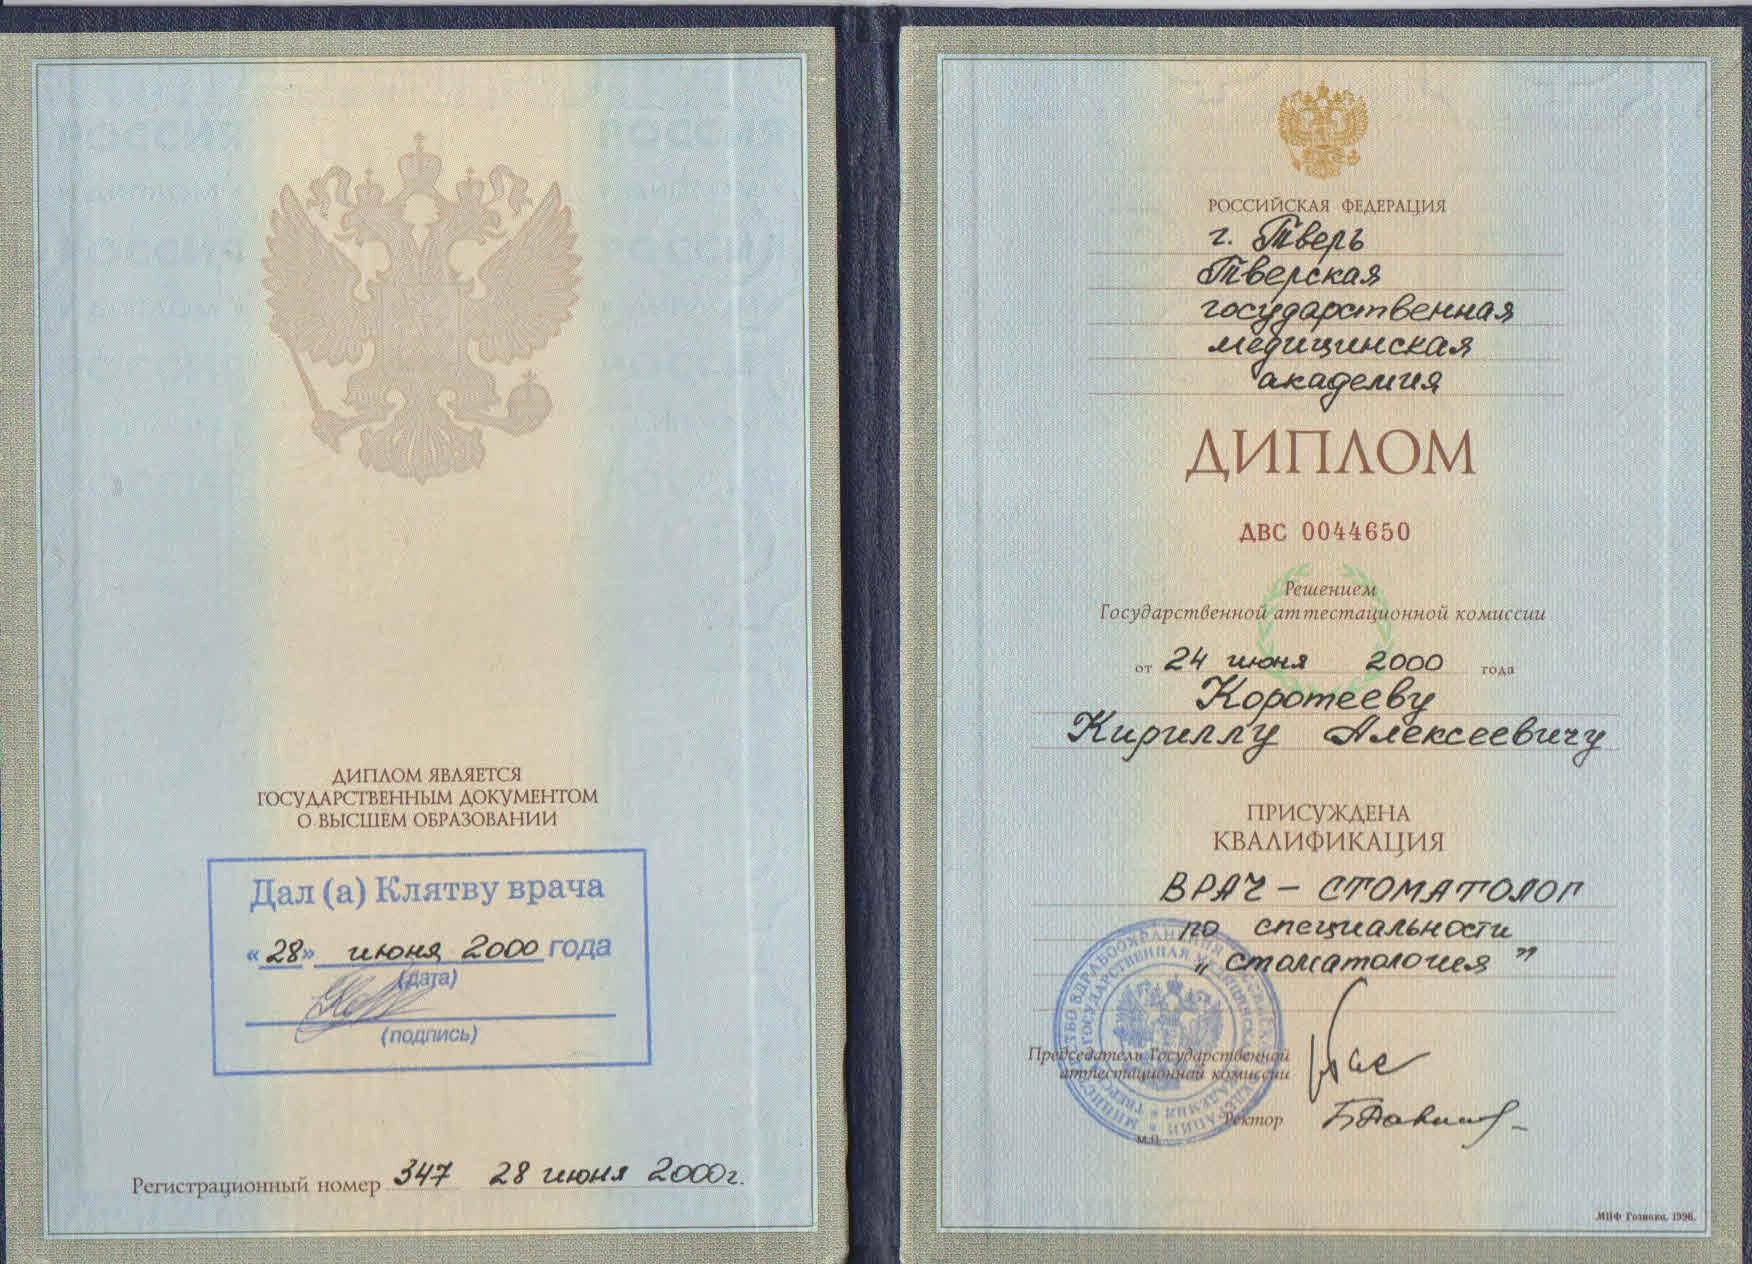 ДИПЛОМ ЯВЛЯЕТСЯ
ГОСУДАРСТВЕННЫМ ДОКУМЕНТОМ
О ВЫСШЕМ ОБРАЗОВАНИИ
Дал (а) Клятву врача
«28» июня 2000 года
(дата)
(подпись)
Регистрационный номер 347 28 июня 2000г.
РОССИЙСКАЯ ФЕДЕРАЦИЯ
г. Тверь
Тверская
государственная
медицинская
академия
ДИПЛОМ
ДВС 0044650
Решением
Государственной аттестационной комиссии
от 24 июня 2000 года
Коротееву
Кириллу Алексеевичу
ПРИСУЖДЕНА
КВАЛИФИКАЦИЯ
ВРАЧ – СТОМАТОЛОГ
по специальности
„ стоматология ”
Председатель Государственной
аттестационной комиссии
Ректор
М.П.
МПФ Гознака. 1996.